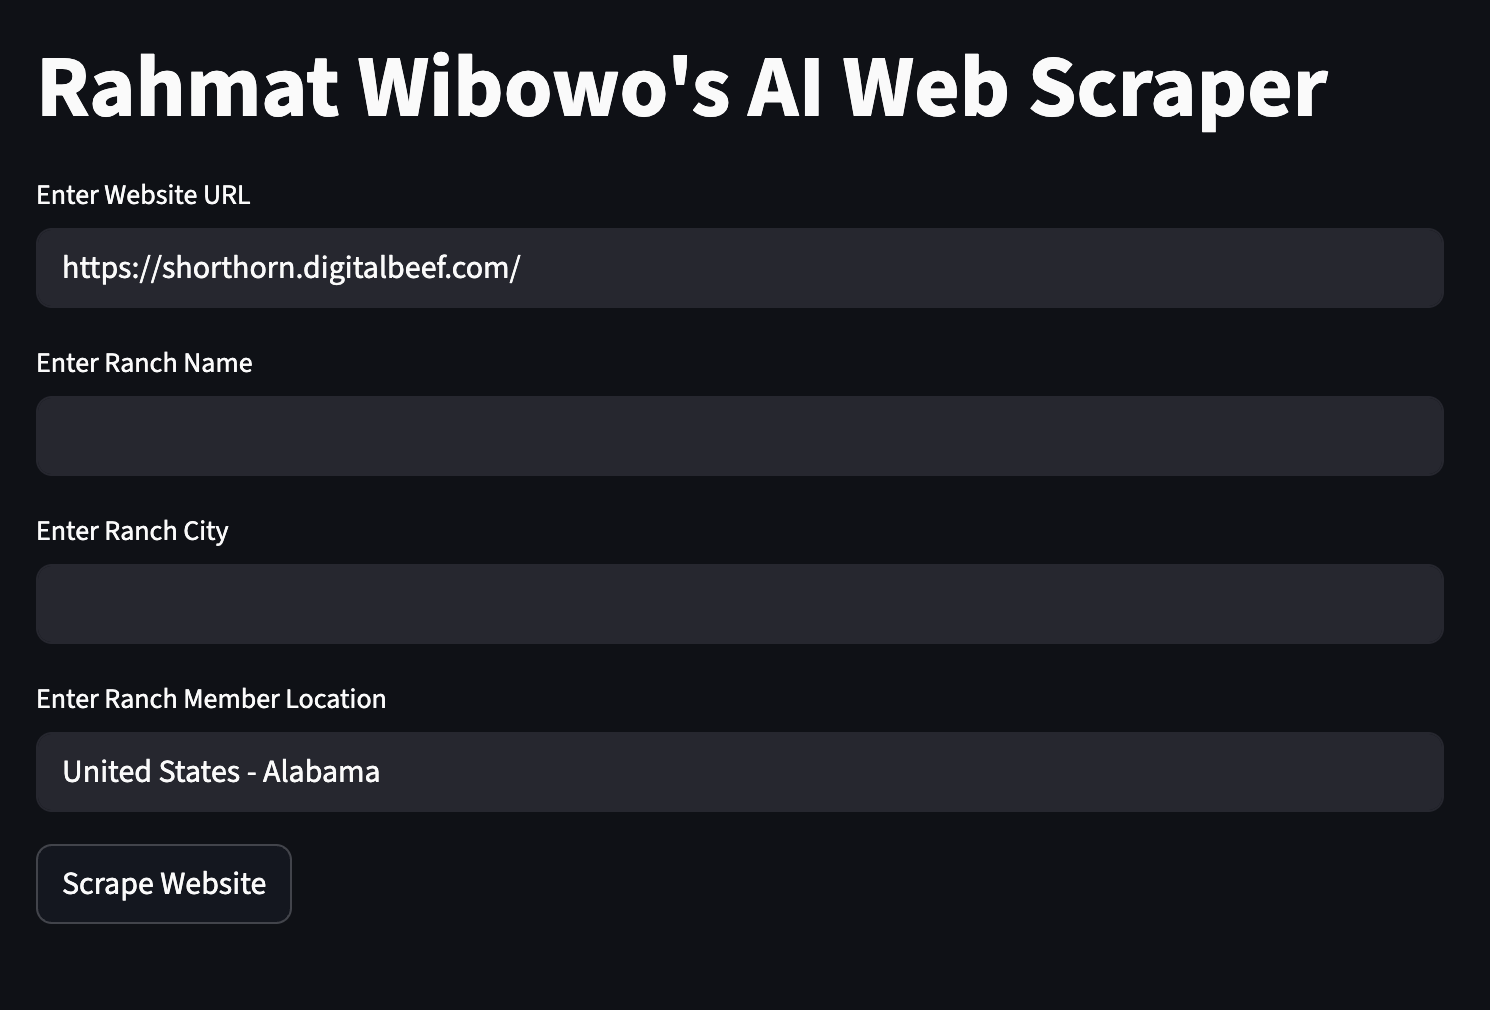 Rahmat Wibowo's AI Web Scraper
Enter Website URL
https://shorthorn.digitalbeef.com/
Enter Ranch Name
Enter Ranch City
Enter Ranch Member Location
United States - Alabama
Scrape Website